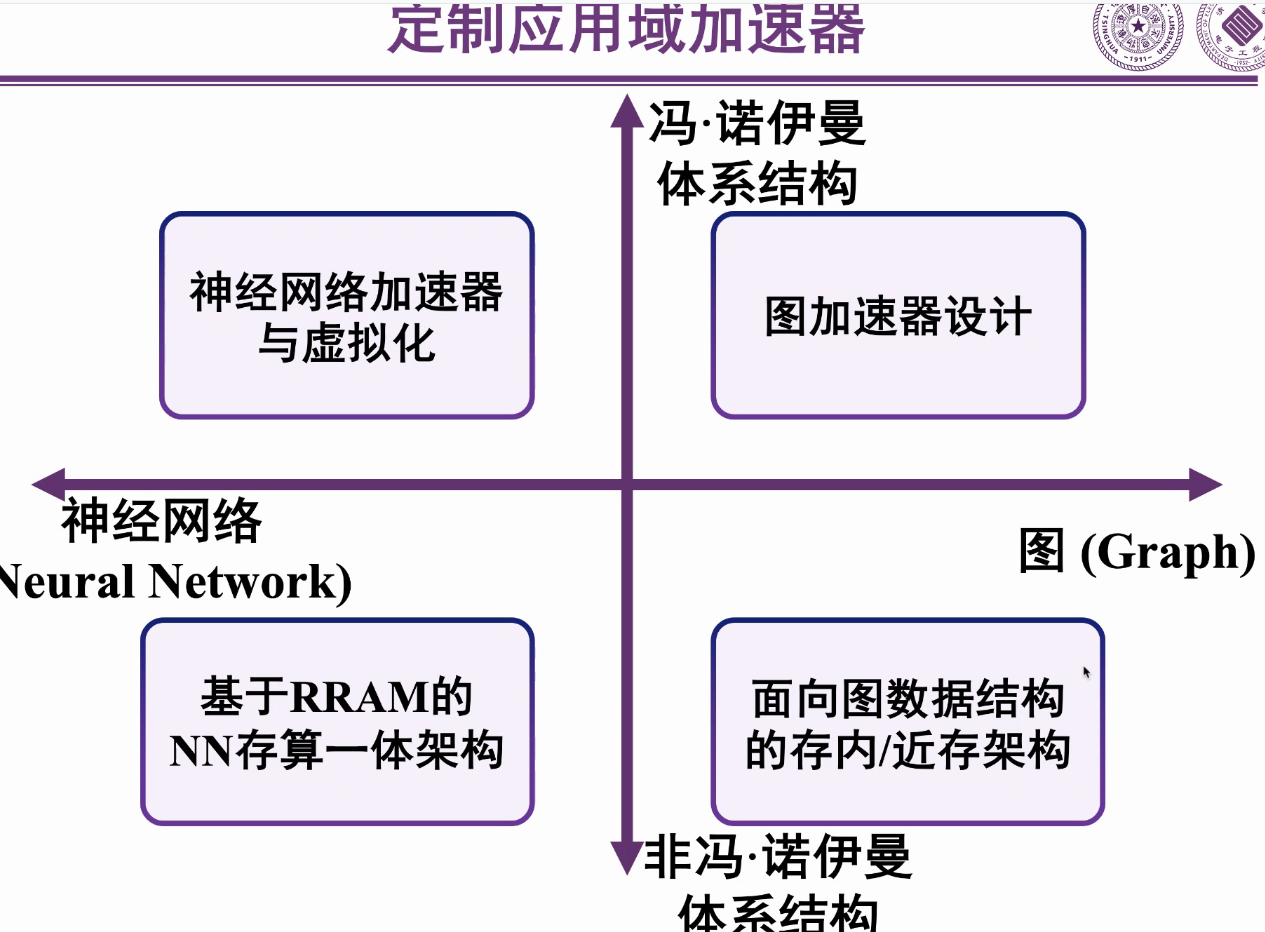 定制应用域加速器
TSINGHUA UNIVERSITY
-1911-
冯·诺伊曼
体系结构
神经网络加速器
与虚拟化
图加速器设计
神经网络
Neural Network)
图 (Graph)
基于RRAM的
NN存算一体架构
面向图数据结构
的存内/近存架构
非冯·诺伊曼
体系结构